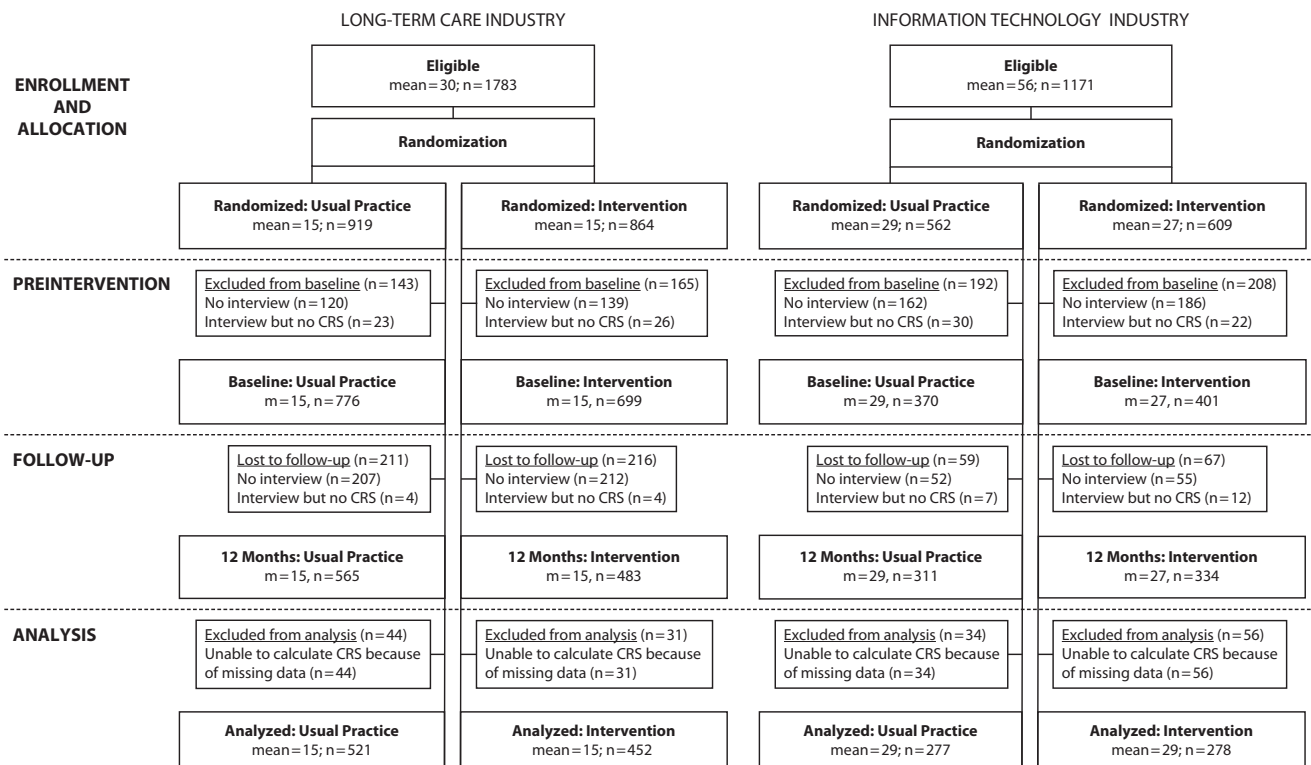 LONG-TERM CARE INDUSTRY
INFORMATION TECHNOLOGY INDUSTRY
ENROLLMENT
AND
ALLOCATION
Eligible
mean=30; n=1783
Eligible
mean=56; n=1171
Randomization
Randomization
Randomized: Usual Practice
mean=15; n=919
Randomized: Intervention
mean=15; n=864
Randomized: Usual Practice
mean=29; n=562
Randomized: Intervention
mean=27; n=609
PREINTERVENTION
Excluded from baseline (n=143)
No interview (n=120)
Interview but no CRS (n=23)
Excluded from baseline (n=165)
No interview (n=139)
Interview but no CRS (n=26)
Excluded from baseline (n=192)
No interview (n=162)
Interview but no CRS (n=30)
Excluded from baseline (n=208)
No interview (n=186)
Interview but no CRS (n=22)
Baseline: Usual Practice
m=15, n=776
Baseline: Intervention
m=15, n=699
Baseline: Usual Practice
m=29, n=370
Baseline: Intervention
m=27, n=401
FOLLOW-UP
Lost to follow-up (n=211)
No interview (n=207)
Interview but no CRS (n=4)
Lost to follow-up (n=216)
No interview (n=212)
Interview but no CRS (n=4)
Lost to follow-up (n=59)
No interview (n=52)
Interview but no CRS (n=7)
Lost to follow-up (n=67)
No interview (n=55)
Interview but no CRS (n=12)
12 Months: Usual Practice
m=15, n=565
12 Months: Intervention
m=15, n=483
12 Months: Usual Practice
m=29, n=311
12 Months: Intervention
m=27, n=334
ANALYSIS
Excluded from analysis (n=44)
Unable to calculate CRS because
of missing data (n=44)
Excluded from analysis (n=31)
Unable to calculate CRS because
of missing data (n=31)
Excluded from analysis (n=34)
Unable to calculate CRS because
of missing data (n=34)
Excluded from analysis (n=56)
Unable to calculate CRS because
of missing data (n=56)
Analyzed: Usual Practice
mean=15; n=521
Analyzed: Intervention
mean=15; n=452
Analyzed: Usual Practice
mean=29; n=277
Analyzed: Intervention
mean=29; n=278